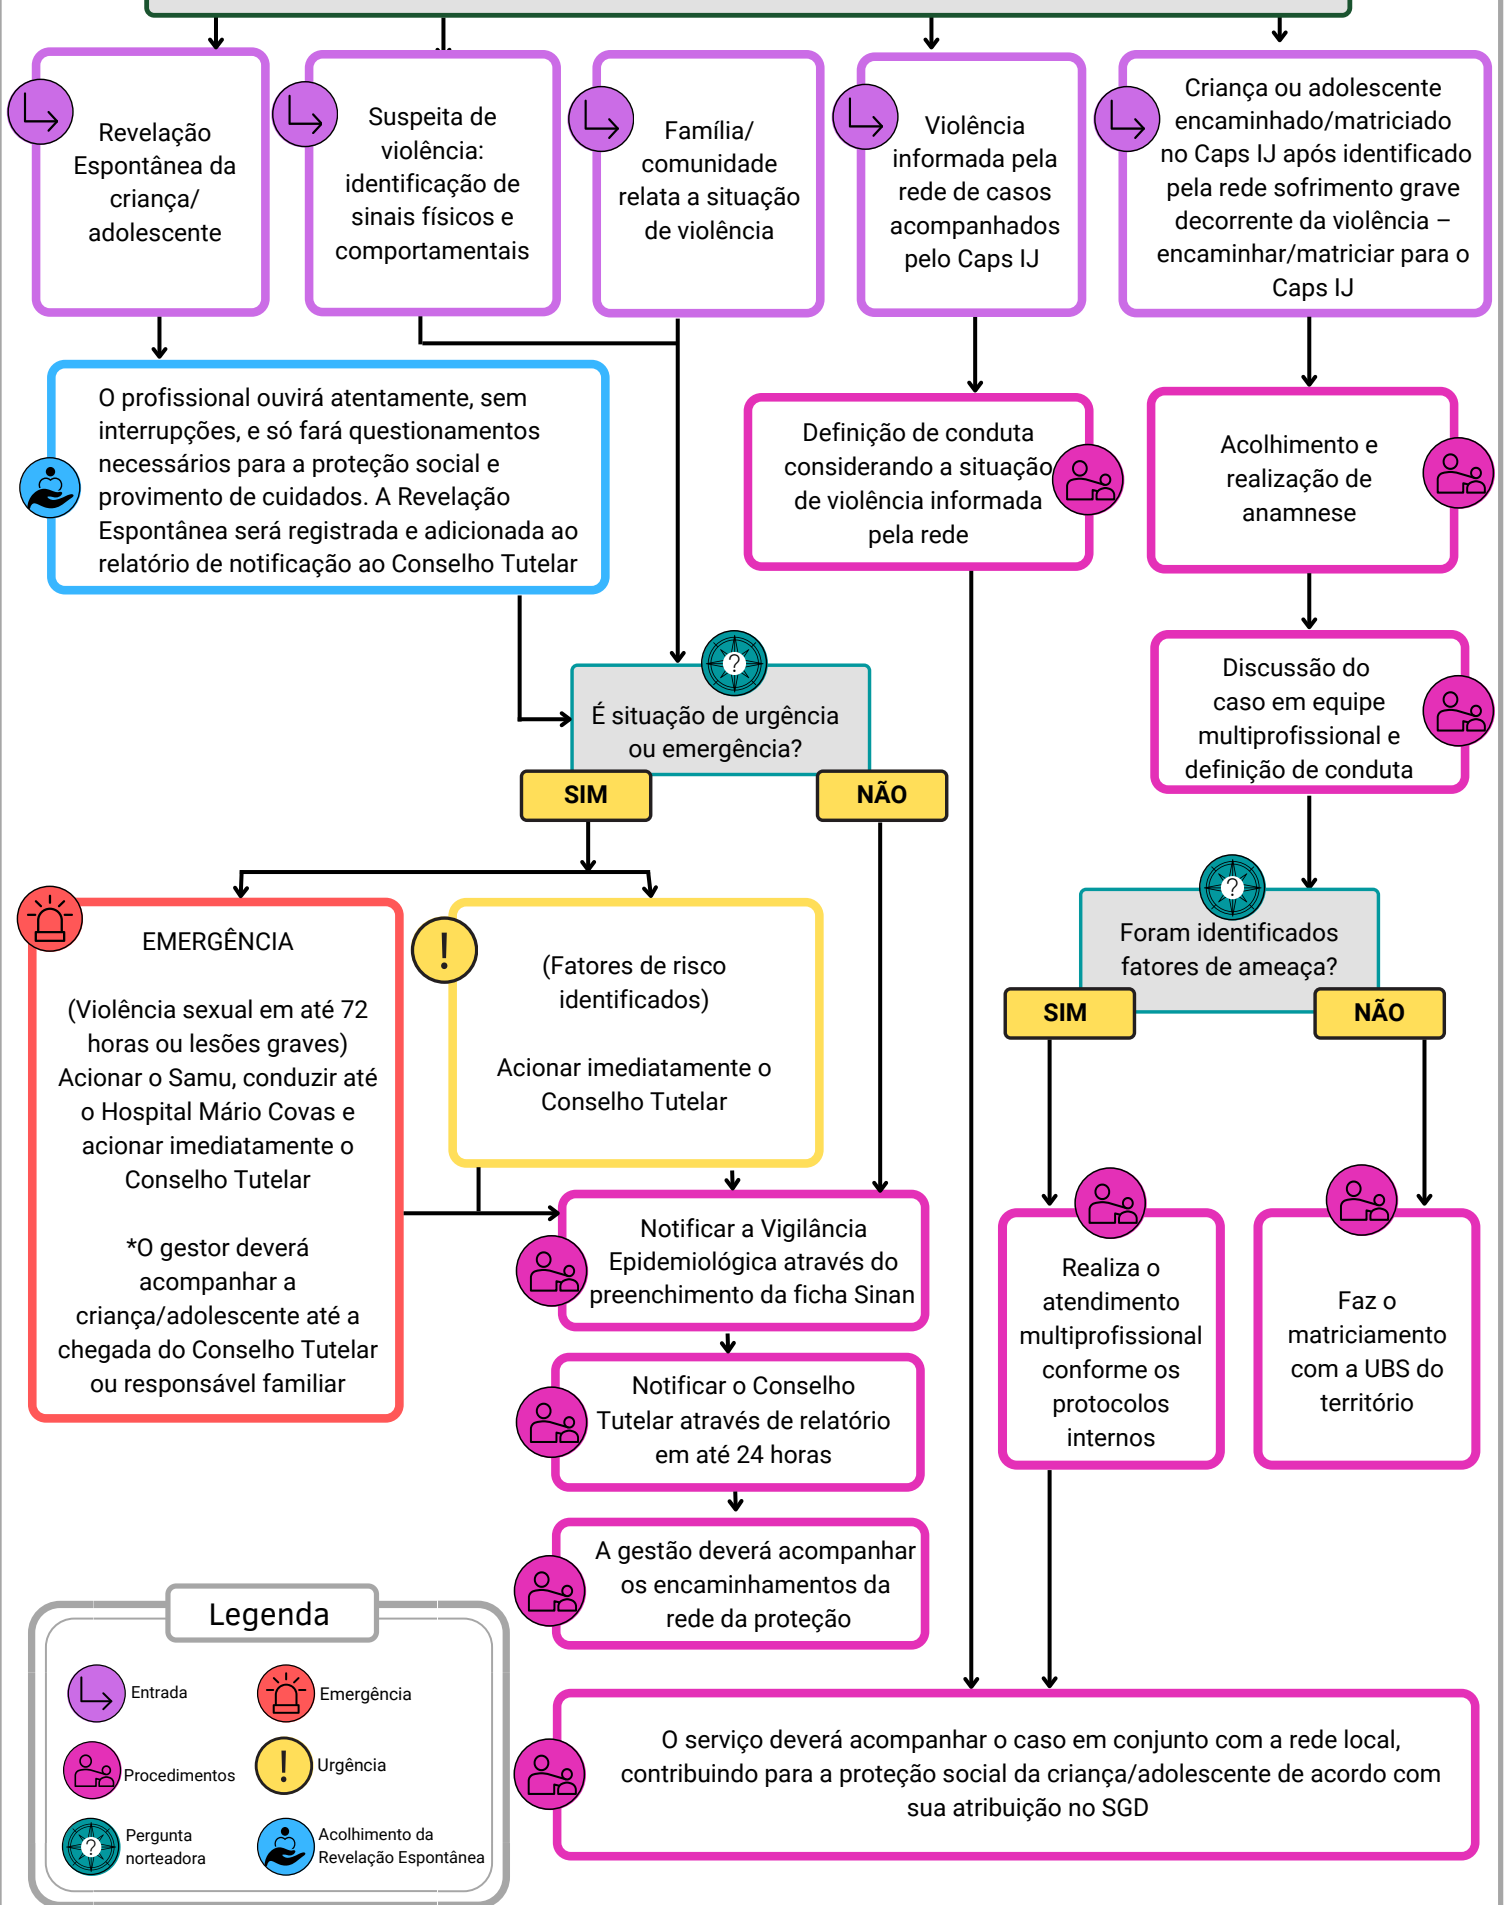 Revelação
Espontânea da
criança/
adolescente
Suspeita de
violência:
identificação de
sinais físicos e
comportamentais
Família/
comunidade
relata a situação
de violência
Violência
informada pela
rede de casos
acompanhados
pelo Caps IJ
Criança ou adolescente
encaminhado/matriciado
no Caps IJ após identificado
pela rede sofrimento grave
decorrente da violência –
encaminhar/matriciar para o
Caps IJ
O profissional ouvirá atentamente, sem
interrupções, e só fará questionamentos
necessários para a proteção social e
provimento de cuidados. A Revelação
Espontânea será registrada e adicionada ao
relatório de notificação ao Conselho Tutelar
Definição de conduta
considerando a situação
de violência informada
pela rede
Acolhimento e
realização de
anamnese
?
É situação de urgência
ou emergência?
SIM
NÃO
Discussão do
caso em equipe
multiprofissional e
definição de conduta
?
Foram identificados
fatores de ameaça?
SIM
NÃO
EMERGÊNCIA
(Violência sexual em até 72
horas ou lesões graves)
Acionar o Samu, conduzir até
o Hospital Mário Covas e
acionar imediatamente o
Conselho Tutelar
*O gestor deverá
acompanhar a
criança/adolescente até a
chegada do Conselho Tutelar
ou responsável familiar
!
(Fatores de risco
identificados)
Acionar imediatamente o
Conselho Tutelar
Notificar a Vigilância
Epidemiológica através do
preenchimento da ficha Sinan
Notificar o Conselho
Tutelar através de relatório
em até 24 horas
A gestão deverá acompanhar
os encaminhamentos da
rede da proteção
Realiza o
atendimento
multiprofissional
conforme os
protocolos
internos
Faz o
matriciamento
com a UBS do
território
O serviço deverá acompanhar o caso em conjunto com a rede local,
contribuindo para a proteção social da criança/adolescente de acordo com
sua atribuição no SGD
Legenda
Entrada
Emergência
Procedimentos
!
Urgência
?
Pergunta
norteadora
Acolhimento da
Revelação Espontânea